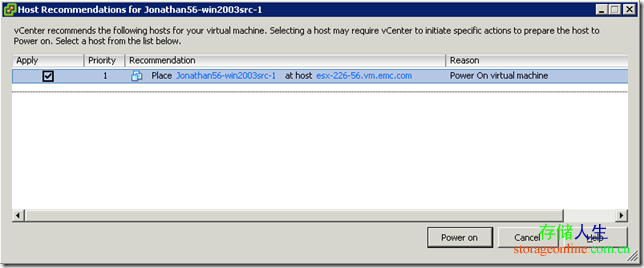 Host Recommendations for Jonathan56-win2003src-1
vCenter recommends the following hosts for your virtual machine. Selecting a host may require vCenter to initiate specific actions to prepare the host to
Power on. Select a host from the list below.
Apply Priority Recommendation Reason
1 Place Jonathan56-win2003src-1 at host esx-226-56.vm.emc.com Power On virtual machine
Power on Cancel Help
存储人生
storageonline.com.cn